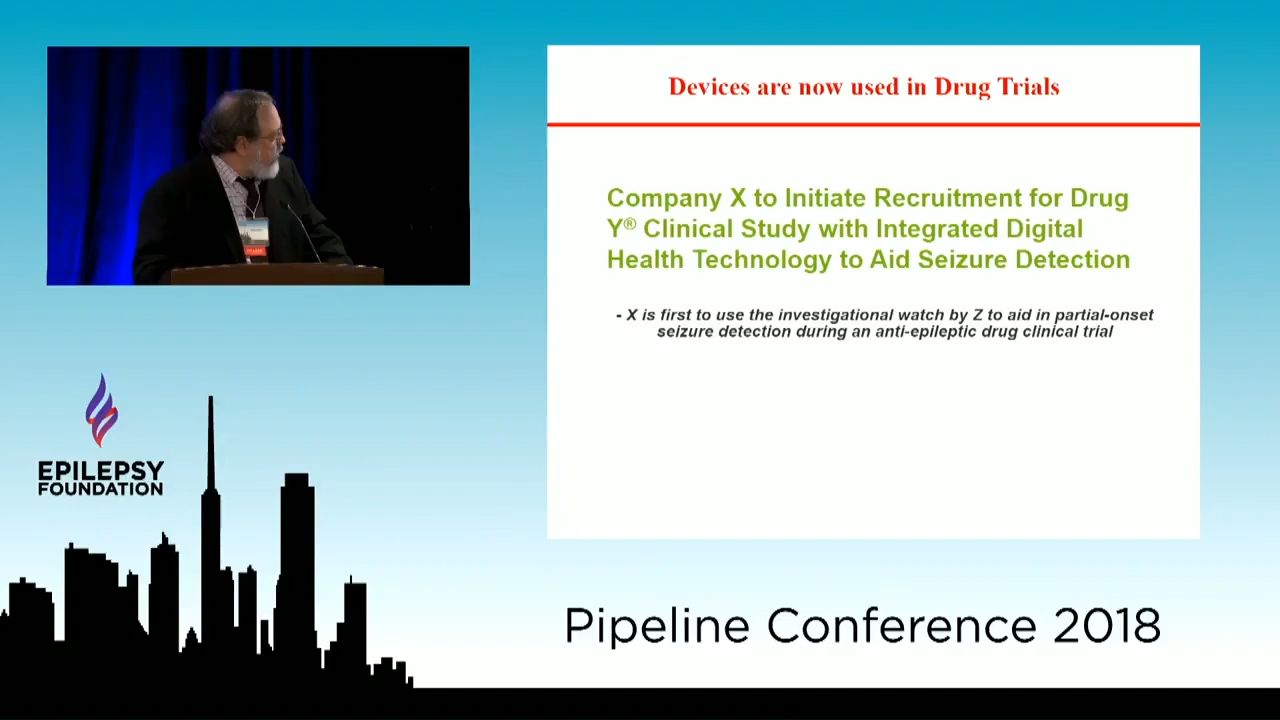 Devices are now used in Drug Trials
Company X to Initiate Recruitment for Drug
Y® Clinical Study with Integrated Digital
Health Technology to Aid Seizure Detection
- X is first to use the investigational watch by Z to aid in partial-onset
seizure detection during an anti-epileptic drug clinical trial
EPILEPSY
FOUNDATION
Pipeline Conference 2018